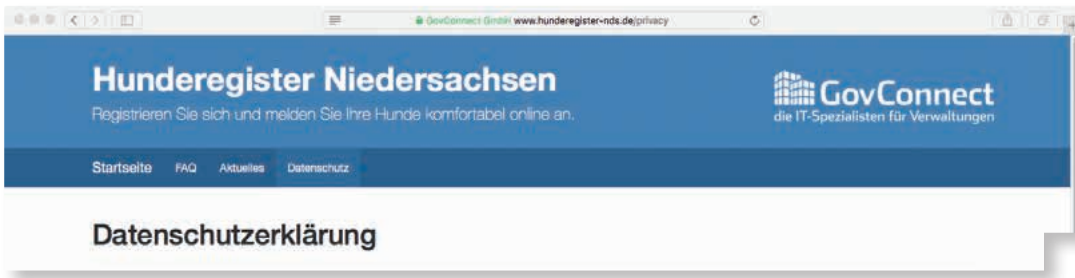 GovConnect GmbH www.hunderegister-nds.de/privacy
Hunderegister Niedersachsen
Registrieren Sie sich und melden Sie Ihre Hunde komfortabel online an.
GovConnect
die IT-Spezialisten für Verwaltungen
Startseite FAQ Aktuelles Datenschutz
Datenschutzerklärung